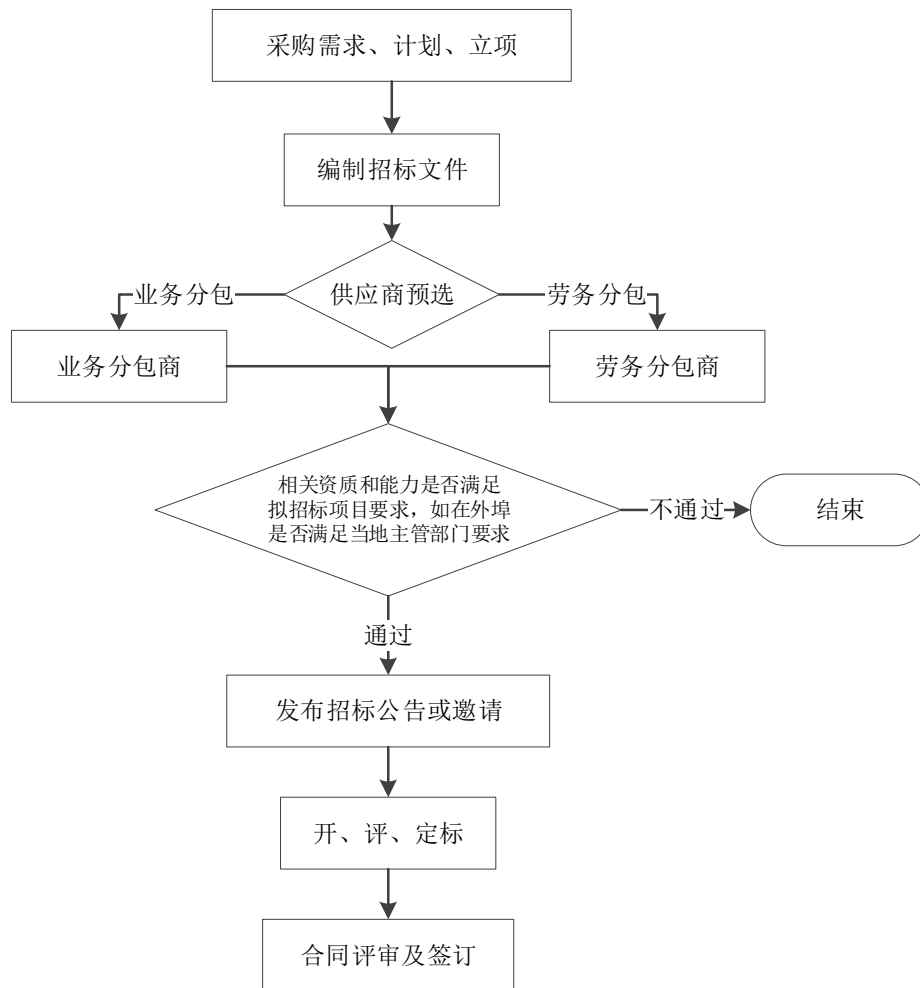 采购需求、计划、立项
编制招标文件
业务分包
供应商预选
劳务分包
业务分包商
劳务分包商
相关资质和能力是否满足
拟招标项目要求，如在外埠
是否满足当地主管部门要求
不通过
结束
通过
发布招标公告或邀请
开、评、定标
合同评审及签订